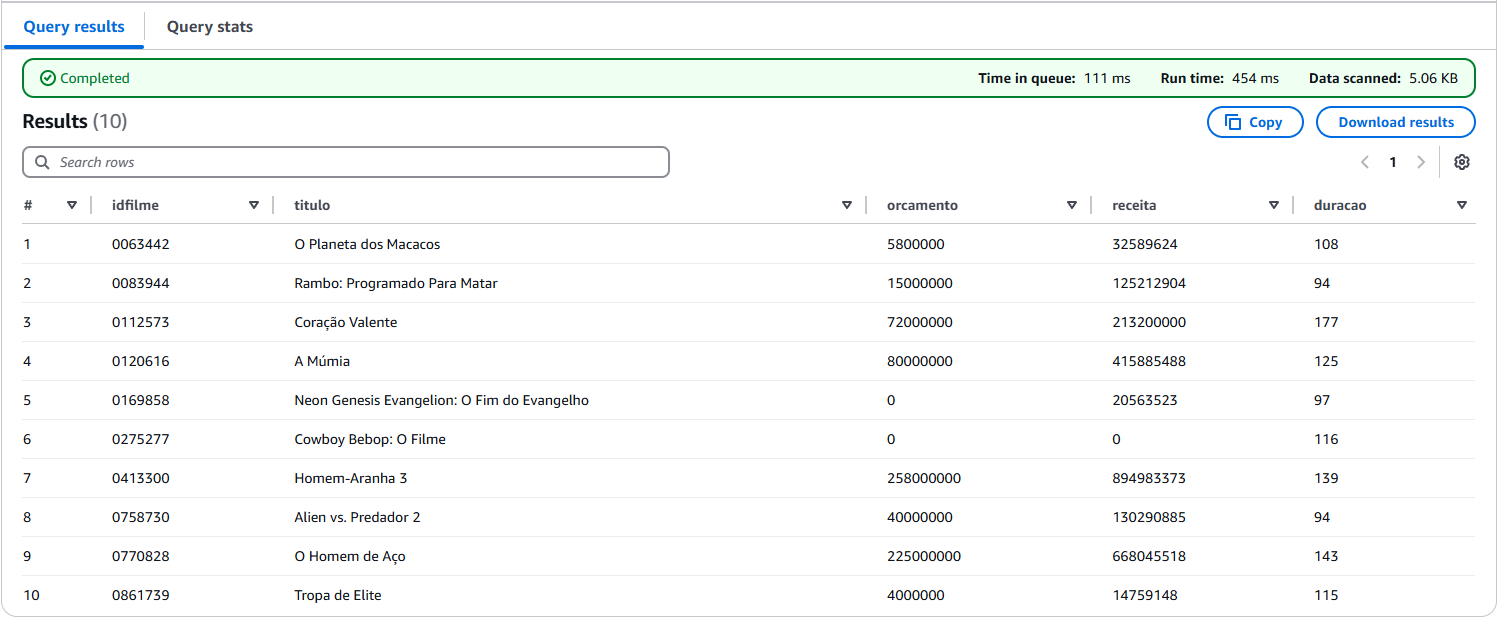 Query results Query stats
Completed Time in queue: 111 ms Run time: 454 ms Data scanned: 5.06 KB
Results (10) Copy Download results
Search rows 1
# idfilme titulo orcamento receita duracao
1 0063442 O Planeta dos Macacos 5800000 32589624 108
2 0083944 Rambo: Programado Para Matar 15000000 125212904 94
3 0112573 Coração Valente 72000000 213200000 177
4 0120616 A Múmia 80000000 415885488 125
5 0169858 Neon Genesis Evangelion: O Fim do Evangelho 0 20563523 97
6 0275277 Cowboy Bebop: O Filme 0 0 116
7 0413300 Homem-Aranha 3 258000000 894983373 139
8 0758730 Alien vs. Predador 2 40000000 130290885 94
9 0770828 O Homem de Aço 225000000 668045518 143
10 0861739 Tropa de Elite 4000000 14759148 115